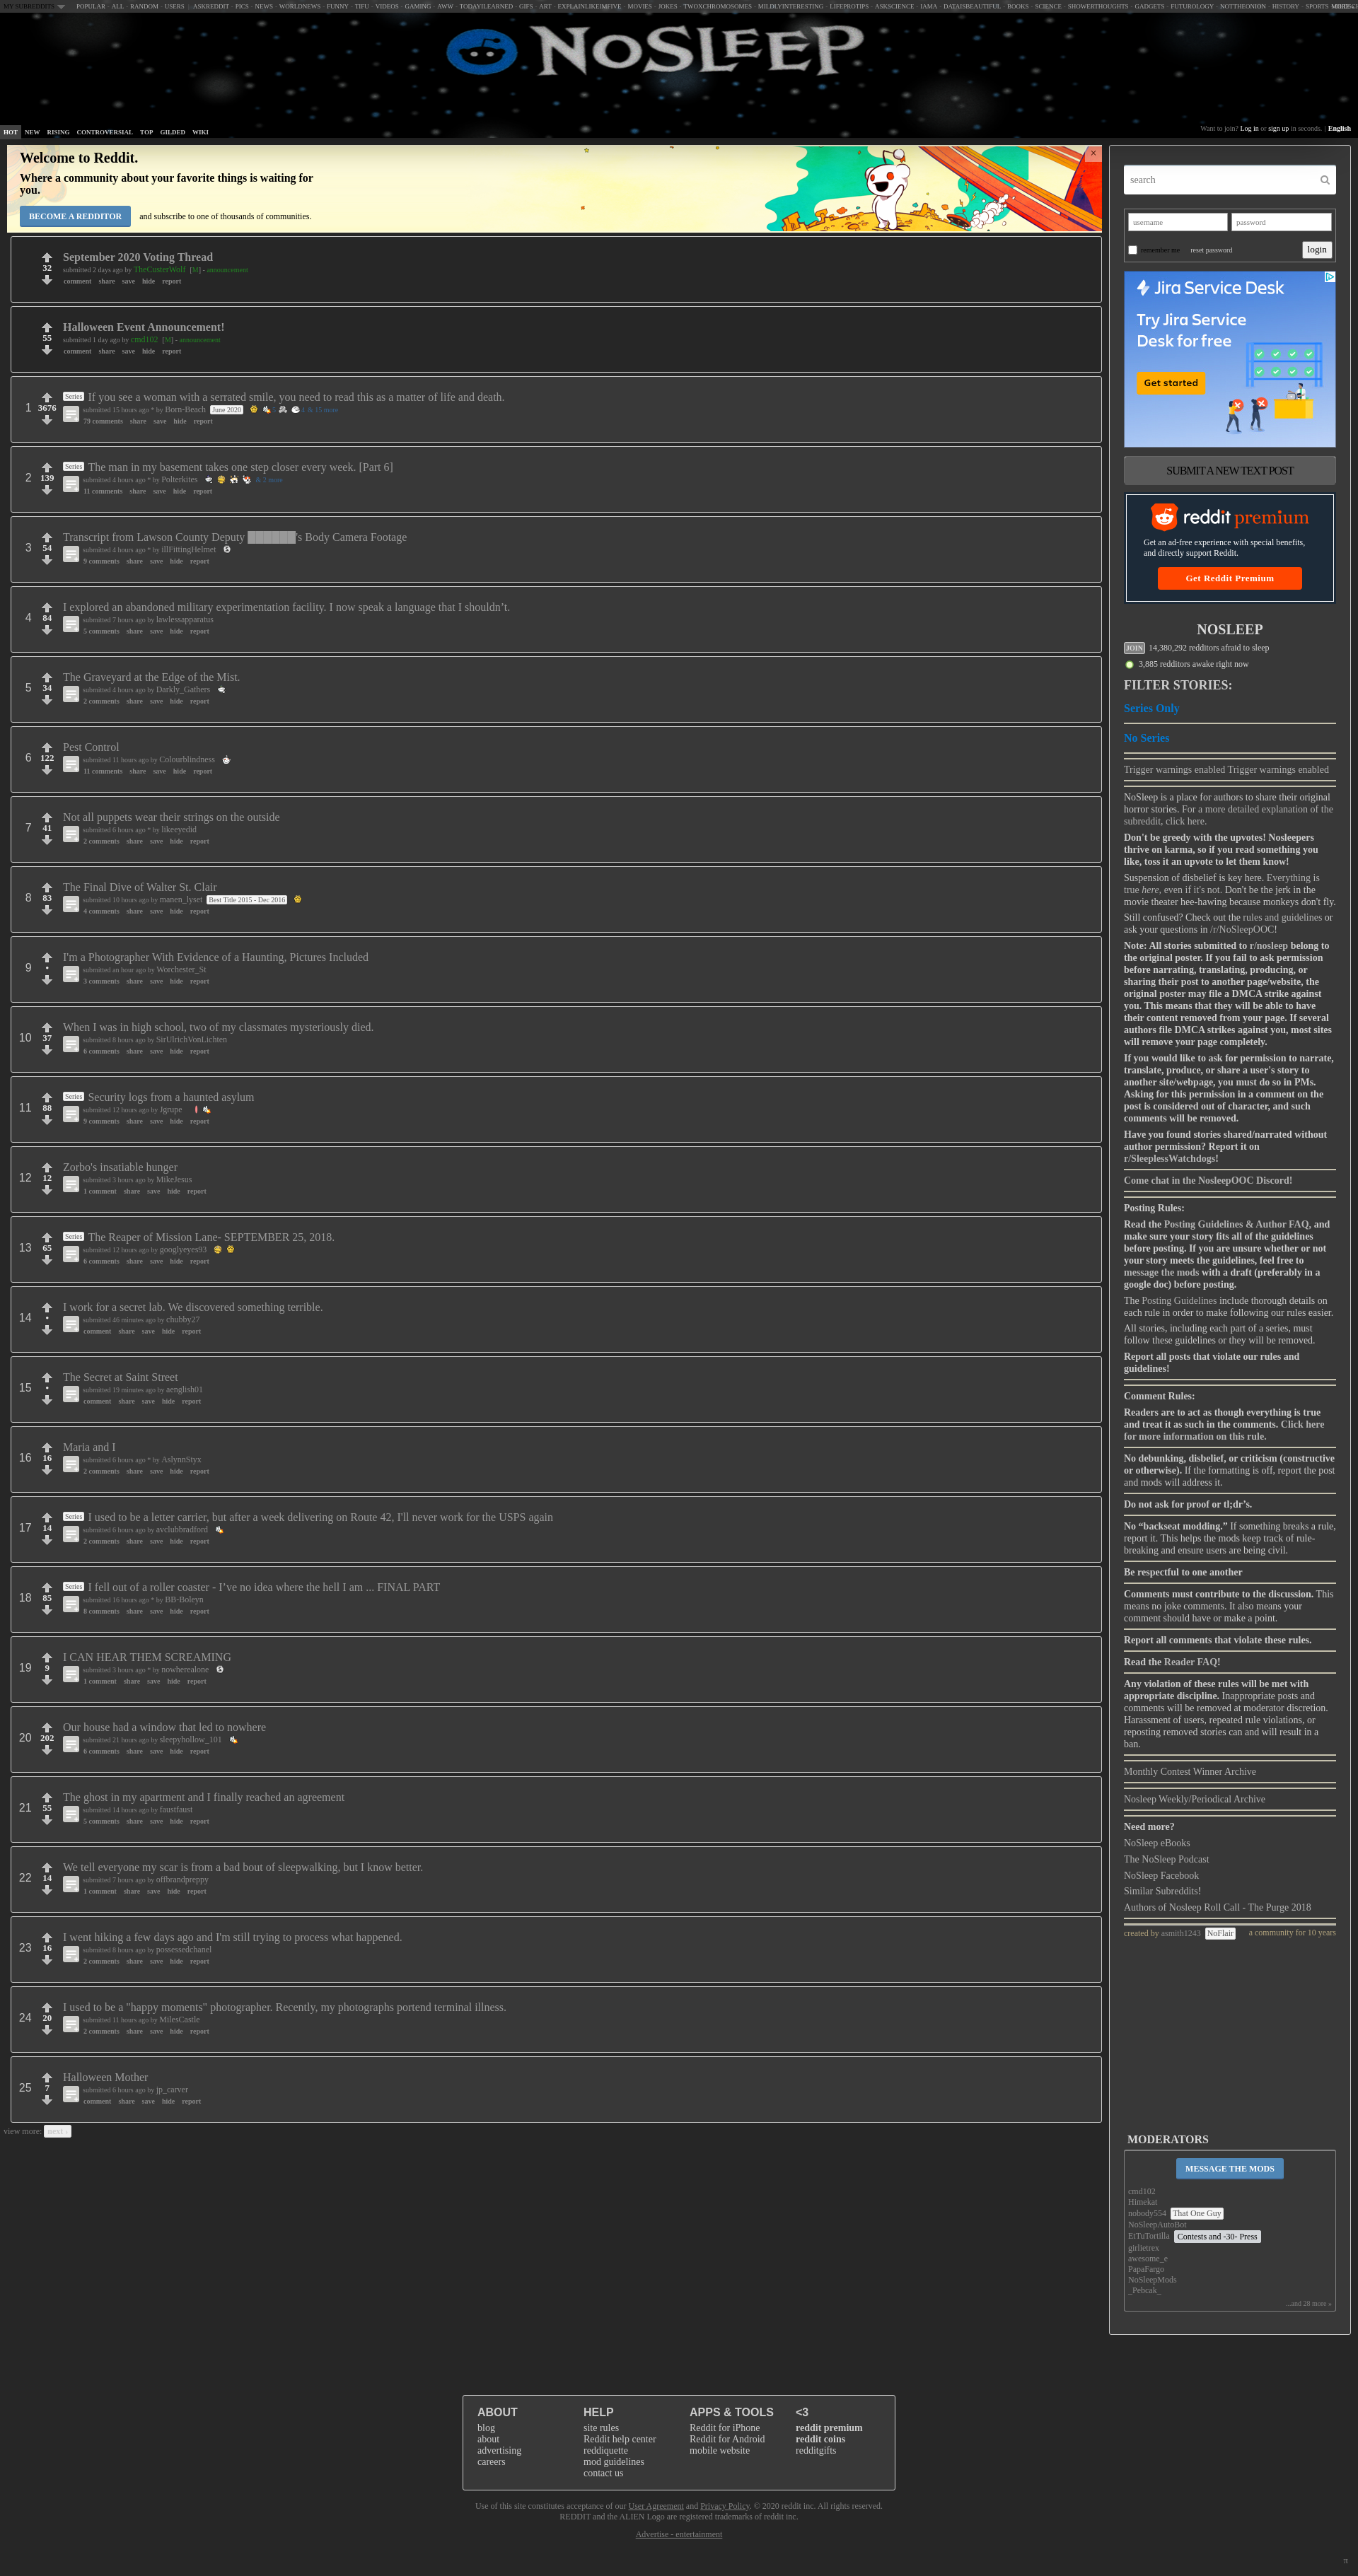 MY SUBREDDITS POPULAR ALL RANDOM USERS ASKREDDIT PICS NEWS WORLDNEWS FUNNY TIFU VIDEOS GAMING AWW TODAYILEARNED GIFS ART EXPLAINLIKEIMFIVE MOVIES JOKES TWOXCHROMOSOMES MILDLYINTERESTING LIFEPROTIPS ASKSCIENCE IAMA DATAISBEAUTIFUL BOOKS SCIENCE SHOWERTHOUGHTS GADGETS FUTUROLOGY NOTTHEONION HISTORY SPORTS
NOSLEEP
HOT NEW RISING CONTROVERSIAL TOP GILDED WIKI
Want to join? Log in or sign up in seconds. | English
Welcome to Reddit.
Where a community about your favorite things is waiting for
you.
BECOME A REDDITOR and subscribe to one of thousands of communities.
×
September 2020 Voting Thread
32
submitted 2 days ago by TheCusterWolf [M] - announcement
comment share save hide report
Halloween Event Announcement!
55
submitted 1 day ago by cmd102 [M] - announcement
comment share save hide report
1 3676
Series If you see a woman with a serrated smile, you need to read this as a matter of life and death.
submitted 15 hours ago * by Born-Beach June 2020 & 15 more
79 comments share save hide report
2 139
Series The man in my basement takes one step closer every week. [Part 6]
submitted 4 hours ago * by Polterkites & 2 more
11 comments share save hide report
3 54
Transcript from Lawson County Deputy ██████'s Body Camera Footage
submitted 4 hours ago * by illFittingHelmet
9 comments share save hide report
4 84
I explored an abandoned military experimentation facility. I now speak a language that I shouldn’t.
submitted 7 hours ago by lawlessapparatus
5 comments share save hide report
5 34
The Graveyard at the Edge of the Mist.
submitted 4 hours ago by Darkly_Gathers
2 comments share save hide report
6 122
Pest Control
submitted 11 hours ago by Colourblindness
11 comments share save hide report
7 41
Not all puppets wear their strings on the outside
submitted 6 hours ago * by likeeyedid
2 comments share save hide report
8 83
The Final Dive of Walter St. Clair
submitted 10 hours ago by manen_lyset Best Title 2015 - Dec 2016
4 comments share save hide report
9 •
I'm a Photographer With Evidence of a Haunting, Pictures Included
submitted an hour ago by Worchester_St
3 comments share save hide report
10 37
When I was in high school, two of my classmates mysteriously died.
submitted 8 hours ago by SirUlrichVonLichten
6 comments share save hide report
11 88
Series Security logs from a haunted asylum
submitted 12 hours ago by Jgrupe
9 comments share save hide report
12 12
Zorbo's insatiable hunger
submitted 3 hours ago by MikeJesus
1 comment share save hide report
13 65
Series The Reaper of Mission Lane- SEPTEMBER 25, 2018.
submitted 12 hours ago by googlyeyes93
6 comments share save hide report
14 •
I work for a secret lab. We discovered something terrible.
submitted 46 minutes ago by chubby27
comment share save hide report
15 •
The Secret at Saint Street
submitted 19 minutes ago by aenglish01
comment share save hide report
16 16
Maria and I
submitted 6 hours ago * by AslynnStyx
2 comments share save hide report
17 14
Series I used to be a letter carrier, but after a week delivering on Route 42, I'll never work for the USPS again
submitted 6 hours ago by avclubbradford
2 comments share save hide report
18 85
Series I fell out of a roller coaster - I’ve no idea where the hell I am ... FINAL PART
submitted 16 hours ago * by BB-Boleyn
8 comments share save hide report
19 9
I CAN HEAR THEM SCREAMING
submitted 3 hours ago * by nowherealone
1 comment share save hide report
20 202
Our house had a window that led to nowhere
submitted 21 hours ago by sleepyhollow_101
6 comments share save hide report
21 55
The ghost in my apartment and I finally reached an agreement
submitted 14 hours ago by faustfaust
5 comments share save hide report
22 14
We tell everyone my scar is from a bad bout of sleepwalking, but I know better.
submitted 7 hours ago by offbrandpreppy
1 comment share save hide report
23 16
I went hiking a few days ago and I'm still trying to process what happened.
submitted 8 hours ago by possessedchanel
2 comments share save hide report
24 20
I used to be a "happy moments" photographer. Recently, my photographs portend terminal illness.
submitted 11 hours ago by MilesCastle
2 comments share save hide report
25 7
Halloween Mother
submitted 6 hours ago by jp_carver
comment share save hide report
view more: next ›
search
username password
remember me reset password login
Jira Service Desk
Try Jira Service
Desk for free
Get started
SUBMIT A NEW TEXT POST
reddit premium
Get an ad-free experience with special benefits,
and directly support Reddit.
Get Reddit Premium
NOSLEEP
JOIN 14,380,292 redditors afraid to sleep
3,885 redditors awake right now
FILTER STORIES:
Series Only
No Series
Trigger warnings enabled Trigger warnings enabled
NoSleep is a place for authors to share their original
horror stories. For a more detailed explanation of the
subreddit, click here.
Don't be greedy with the upvotes! Nosleepers
thrive on karma, so if you read something you
like, toss it an upvote to let them know!
Suspension of disbelief is key here. Everything is
true here, even if it's not. Don't be the jerk in the
movie theater hee-hawing because monkeys don't fly.
Still confused? Check out the rules and guidelines or
ask your questions in /r/NoSleepOOC!
Note: All stories submitted to r/nosleep belong to
the original poster. If you fail to ask permission
before narrating, translating, producing, or
sharing their post to another page/website, the
original poster may file a DMCA strike against
you. This means that they will be able to have
their content removed from your page. If several
authors file DMCA strikes against you, most sites
will remove your page completely.
If you would like to ask for permission to narrate,
translate, produce, or share a user's story to
another site/webpage, you must do so in PMs.
Asking for this permission in a comment on the
post is considered out of character, and such
comments will be removed.
Have you found stories shared/narrated without
author permission? Report it on
r/SleeplessWatchdogs!
Come chat in the NosleepOOC Discord!
Posting Rules:
Read the Posting Guidelines & Author FAQ, and
make sure your story fits all of the guidelines
before posting. If you are unsure whether or not
your story meets the guidelines, feel free to
message the mods with a draft (preferably in a
google doc) before posting.
The Posting Guidelines include thorough details on
each rule in order to make following our rules easier.
All stories, including each part of a series, must
follow these guidelines or they will be removed.
Report all posts that violate our rules and
guidelines!
Comment Rules:
Readers are to act as though everything is true
and treat it as such in the comments. Click here
for more information on this rule.
No debunking, disbelief, or criticism (constructive
or otherwise). If the formatting is off, report the post
and mods will address it.
Do not ask for proof or tl;dr’s.
No “backseat modding.” If something breaks a rule,
report it. This helps the mods keep track of rule-
breaking and ensure users are being civil.
Be respectful to one another
Comments must contribute to the discussion. This
means no joke comments. It also means your
comment should have or make a point.
Report all comments that violate these rules.
Read the Reader FAQ!
Any violation of these rules will be met with
appropriate discipline. Inappropriate posts and
comments will be removed at moderator discretion.
Harassment of users, repeated rule violations, or
reposting removed stories can and will result in a
ban.
Monthly Contest Winner Archive
Nosleep Weekly/Periodical Archive
Need more?
NoSleep eBooks
The NoSleep Podcast
NoSleep Facebook
Similar Subreddits!
Authors of Nosleep Roll Call - The Purge 2018
created by asmith1243 NoFlair a community for 10 years
MODERATORS
MESSAGE THE MODS
cmd102
Himekat
nobody554 That One Guy
NoSleepAutoBot
EtTuTortilla Contests and -30- Press
girlietrex
awesome_e
PapaFargo
NoSleepMods
_Pebcak_
...and 28 more »
ABOUT
blog
about
advertising
careers
HELP
site rules
Reddit help center
reddiquette
mod guidelines
contact us
APPS & TOOLS
Reddit for iPhone
Reddit for Android
mobile website
<3
reddit premium
reddit coins
redditgifts
Use of this site constitutes acceptance of our User Agreement and Privacy Policy. © 2020 reddit inc. All rights reserved.
REDDIT and the ALIEN Logo are registered trademarks of reddit inc.
Advertise - entertainment
π